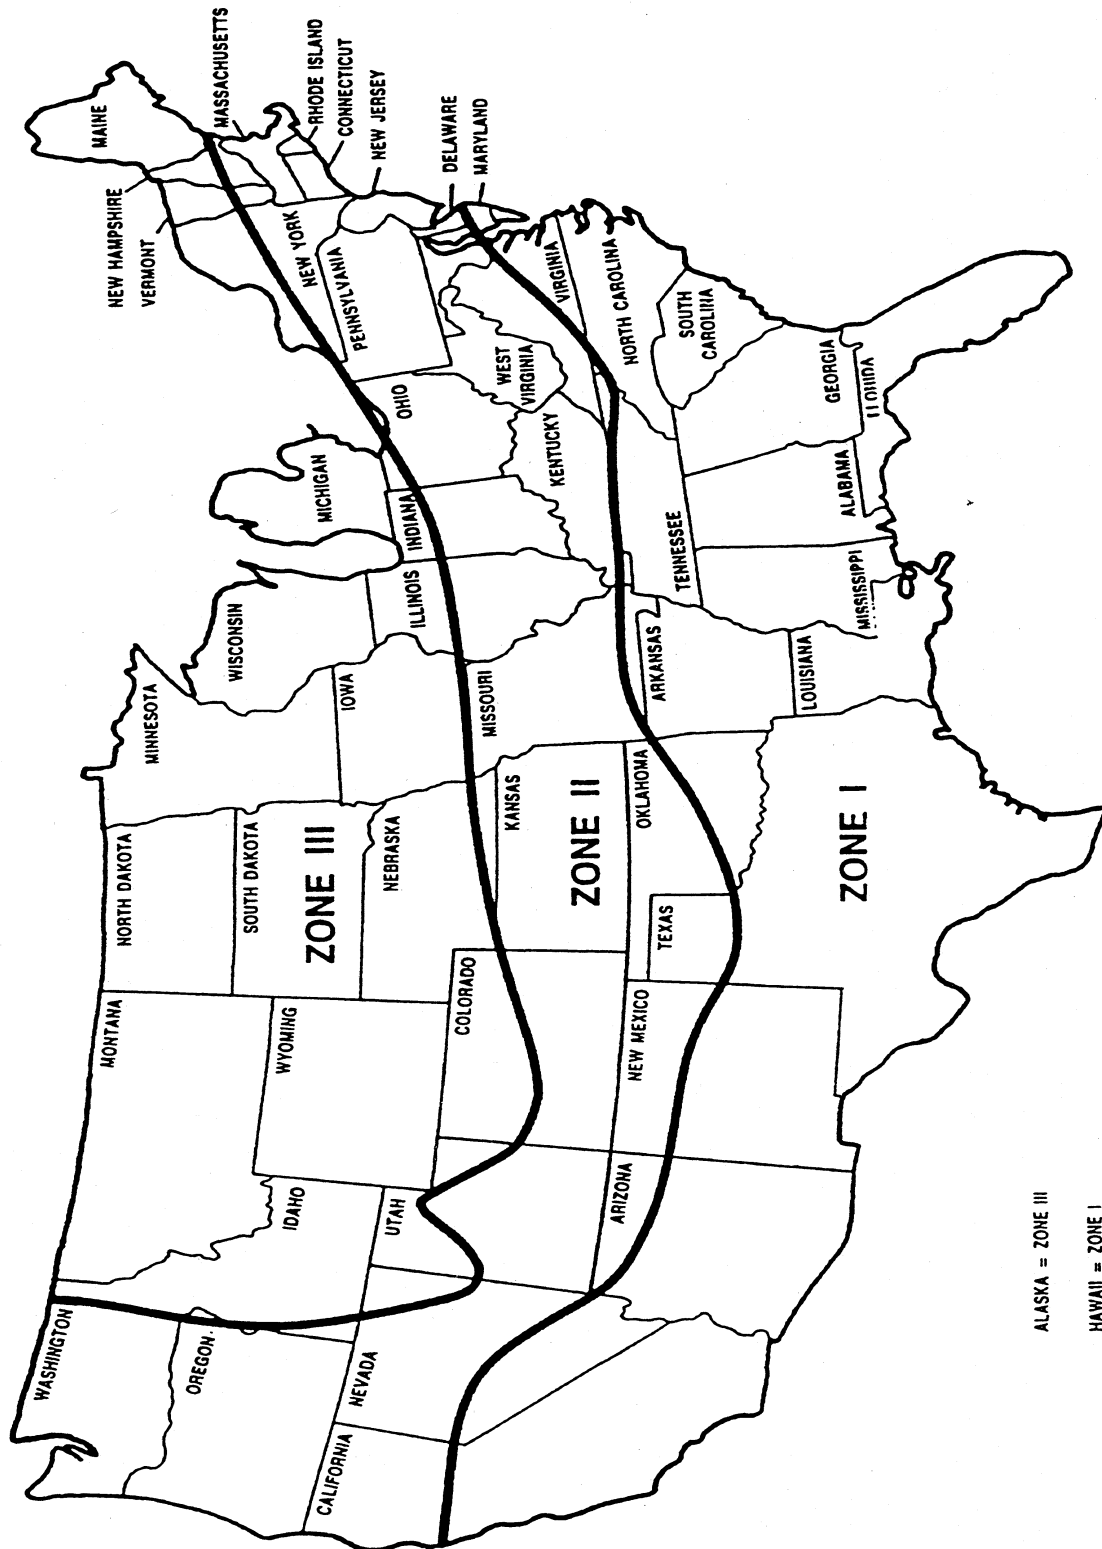 WASHINGTON
MONTANA
NORTH DAKOTA
MINNESOTA
MAINE
NEW HAMPSHIRE
VERMONT
MASSACHUSETTS
RHODE ISLAND
CONNECTICUT
NEW JERSEY
DELAWARE
MARYLAND
OREGON.
IDAHO
WYOMING
SOUTH DAKOTA
ZONE III
WISCONSIN
MICHIGAN
NEW YORK
PENNSYLVANIA
CALIFORNIA
NEVADA
UTAH
COLORADO
NEBRASKA
IOWA
ILLINOIS
INDIANA
OHIO
WEST
VIRGINIA
VIRGINIA
KANSAS
ZONE II
MISSOURI
KENTUCKY
ARIZONA
NEW MEXICO
TEXAS
OKLAHOMA
ARKANSAS
TENNESSEE
NORTH CAROLINA
SOUTH
CAROLINA
ZONE I
LOUISIANA
MISSISSIPPI
ALABAMA
GEORGIA
FLORIDA
ALASKA = ZONE III
HAWAII = ZONE I